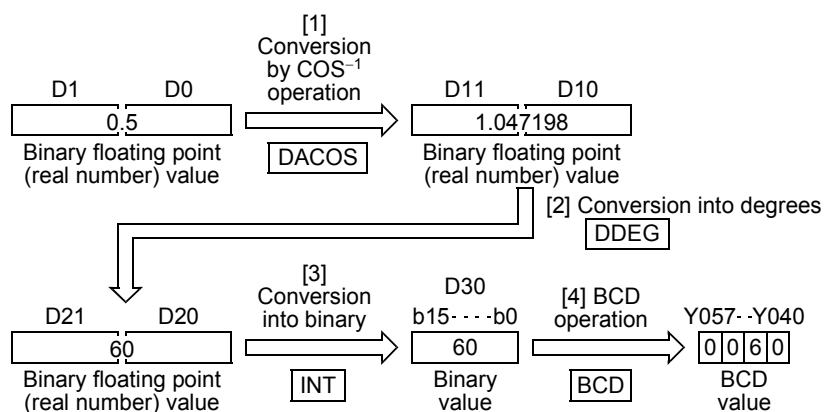 [1]
Conversion
by COS⁻¹
operation
D1 D0
0.5
Binary floating point
(real number) value
DACOS
D11 D10
1.047198
Binary floating point
(real number) value
[2] Conversion into degrees
DDEG
D21 D20
60
Binary floating point
(real number) value
[3]
Conversion
into binary
INT
D30
b15- - - -b0
60
Binary
value
[4] BCD
operation
BCD
Y057- -Y040
0 0 6 0
BCD
value